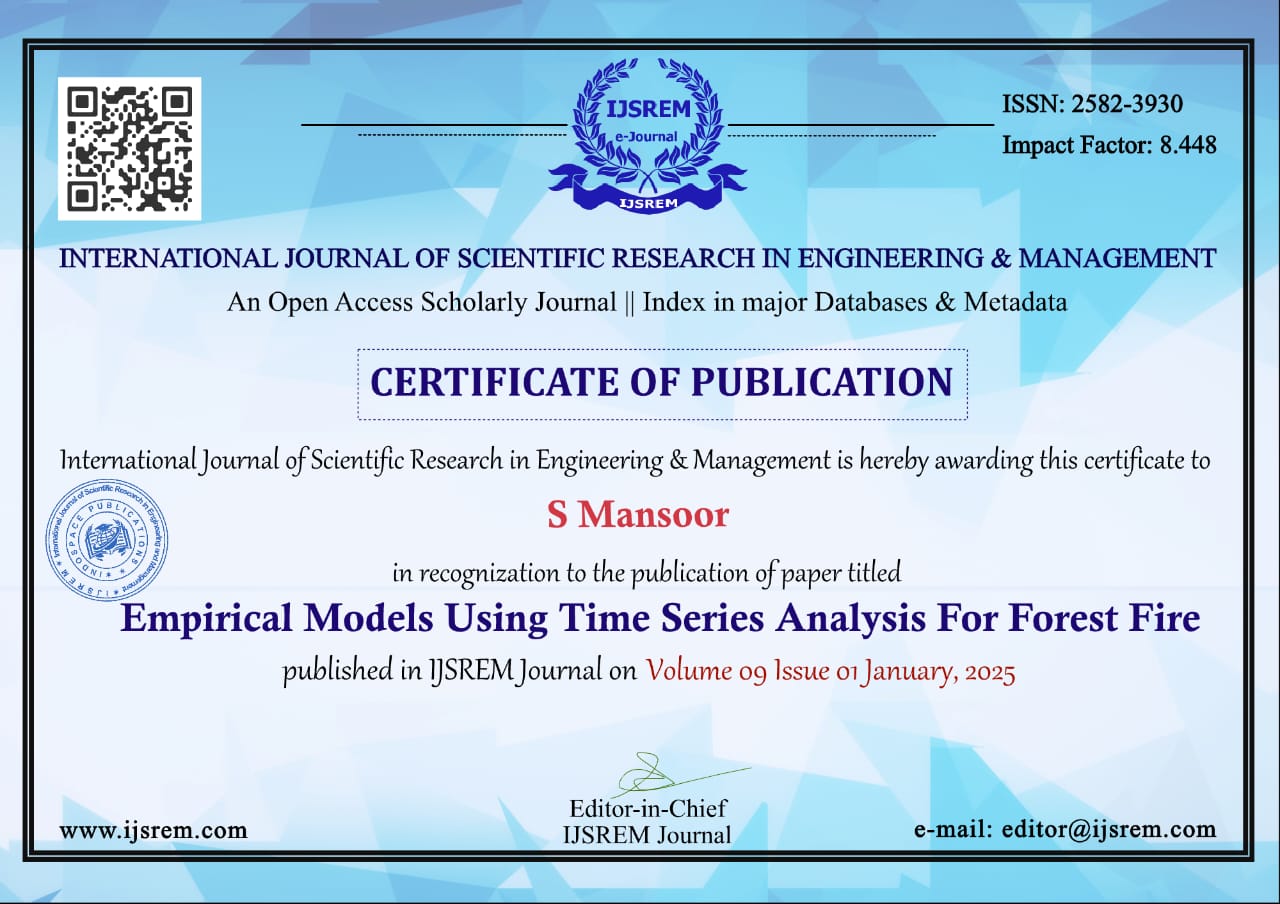 IJSREM
e-Journal
IJSREM
ISSN: 2582-3930
Impact Factor: 8.448
INTERNATIONAL JOURNAL OF SCIENTIFIC RESEARCH IN ENGINEERING & MANAGEMENT
An Open Access Scholarly Journal || Index in major Databases & Metadata
CERTIFICATE OF PUBLICATION
International Journal of Scientific Research in Engineering & Management is hereby awarding this certificate to
S Mansoor
International Journal of Scientific Research in Engineering and Management
* IJSREM *
INDOSPACE PUBLICATIONS
in recognization to the publication of paper titled
Empirical Models Using Time Series Analysis For Forest Fire
published in IJSREM Journal on Volume 09 Issue 01 January, 2025
Editor-in-Chief
IJSREM Journal
www.ijsrem.com
e-mail: editor@ijsrem.com